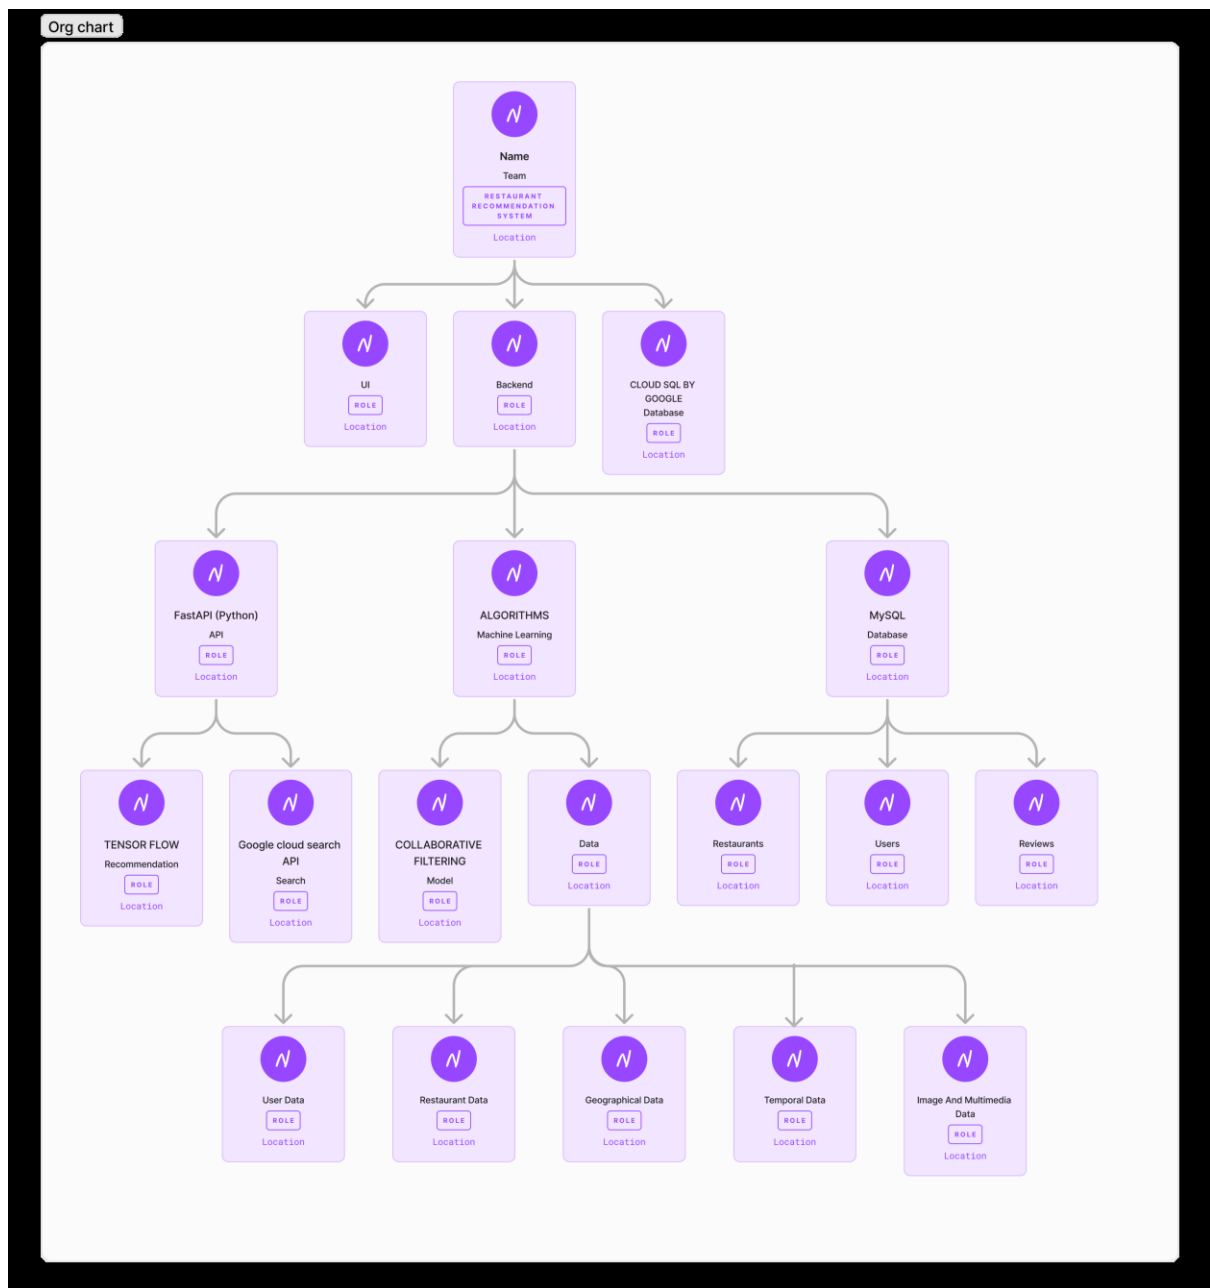 Org chart
Name
Team
RESTAURANT
RECOMMENDATION
SYSTEM
Location
UI
ROLE
Location
Backend
ROLE
Location
CLOUD SQL BY
GOOGLE
Database
ROLE
Location
FastAPI (Python)
API
ROLE
Location
ALGORITHMS
Machine Learning
ROLE
Location
MySQL
Database
ROLE
Location
TENSOR FLOW
Recommendation
ROLE
Location
Google cloud search
API
Search
ROLE
Location
COLLABORATIVE
FILTERING
Model
ROLE
Location
Data
ROLE
Location
Restaurants
ROLE
Location
Users
ROLE
Location
Reviews
ROLE
Location
User Data
ROLE
Location
Restaurant Data
ROLE
Location
Geographical Data
ROLE
Location
Temporal Data
ROLE
Location
Image And Multimedia
Data
ROLE
Location